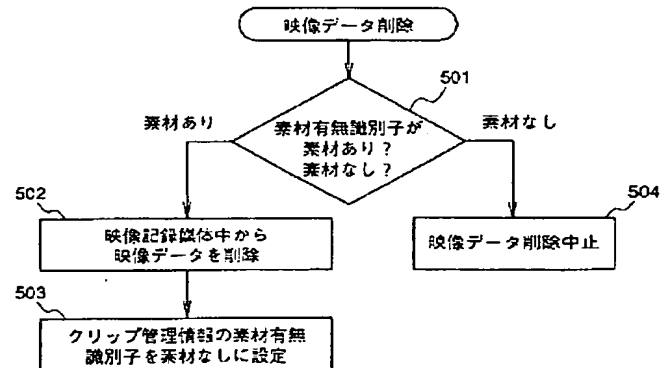 映像データ削除
501
素材あり
素材有無識別子が
素材あり?
素材なし?
素材なし
502
映像記録媒体中から
映像データを削除
504
映像データ削除中止
503
クリップ管理情報の素材有無
識別子を素材なしに設定